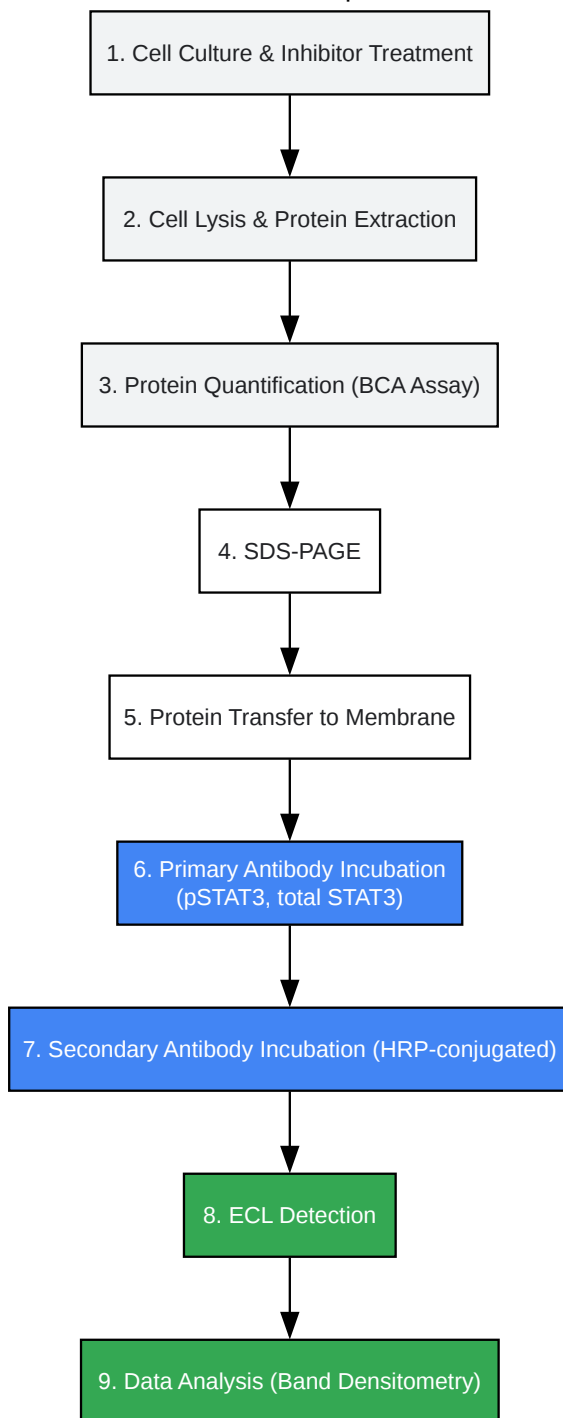 1. Cell Culture & Inhibitor Treatment
2. Cell Lysis & Protein Extraction
3. Protein Quantification (BCA Assay)
4. SDS-PAGE
5. Protein Transfer to Membrane
6. Primary Antibody Incubation
(pSTAT3, total STAT3)
7. Secondary Antibody Incubation (HRP-conjugated)
8. ECL Detection
9. Data Analysis (Band Densitometry)